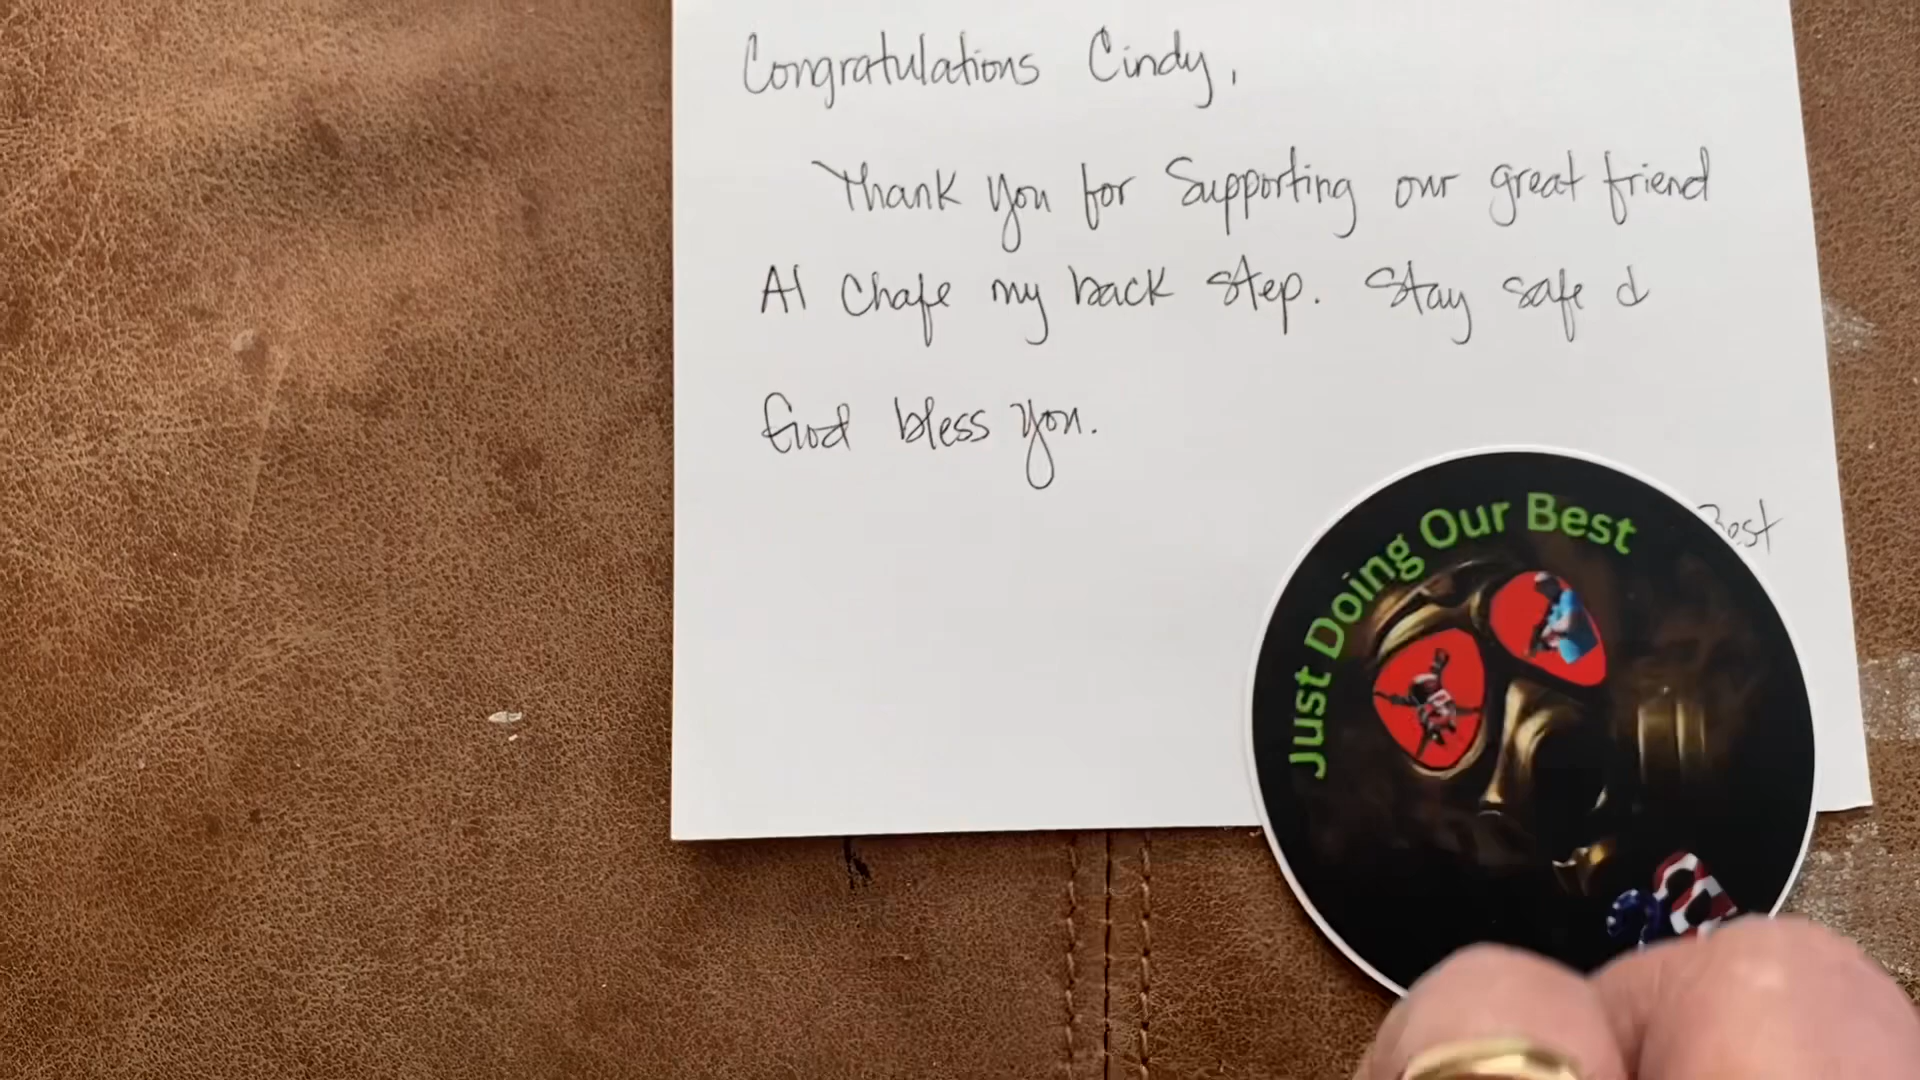 Congratulations Cindy,
Thank you for Supporting our great friend
Al Chafe my back step. Stay safe &
God bless you.
Best
Just Doing Our Best